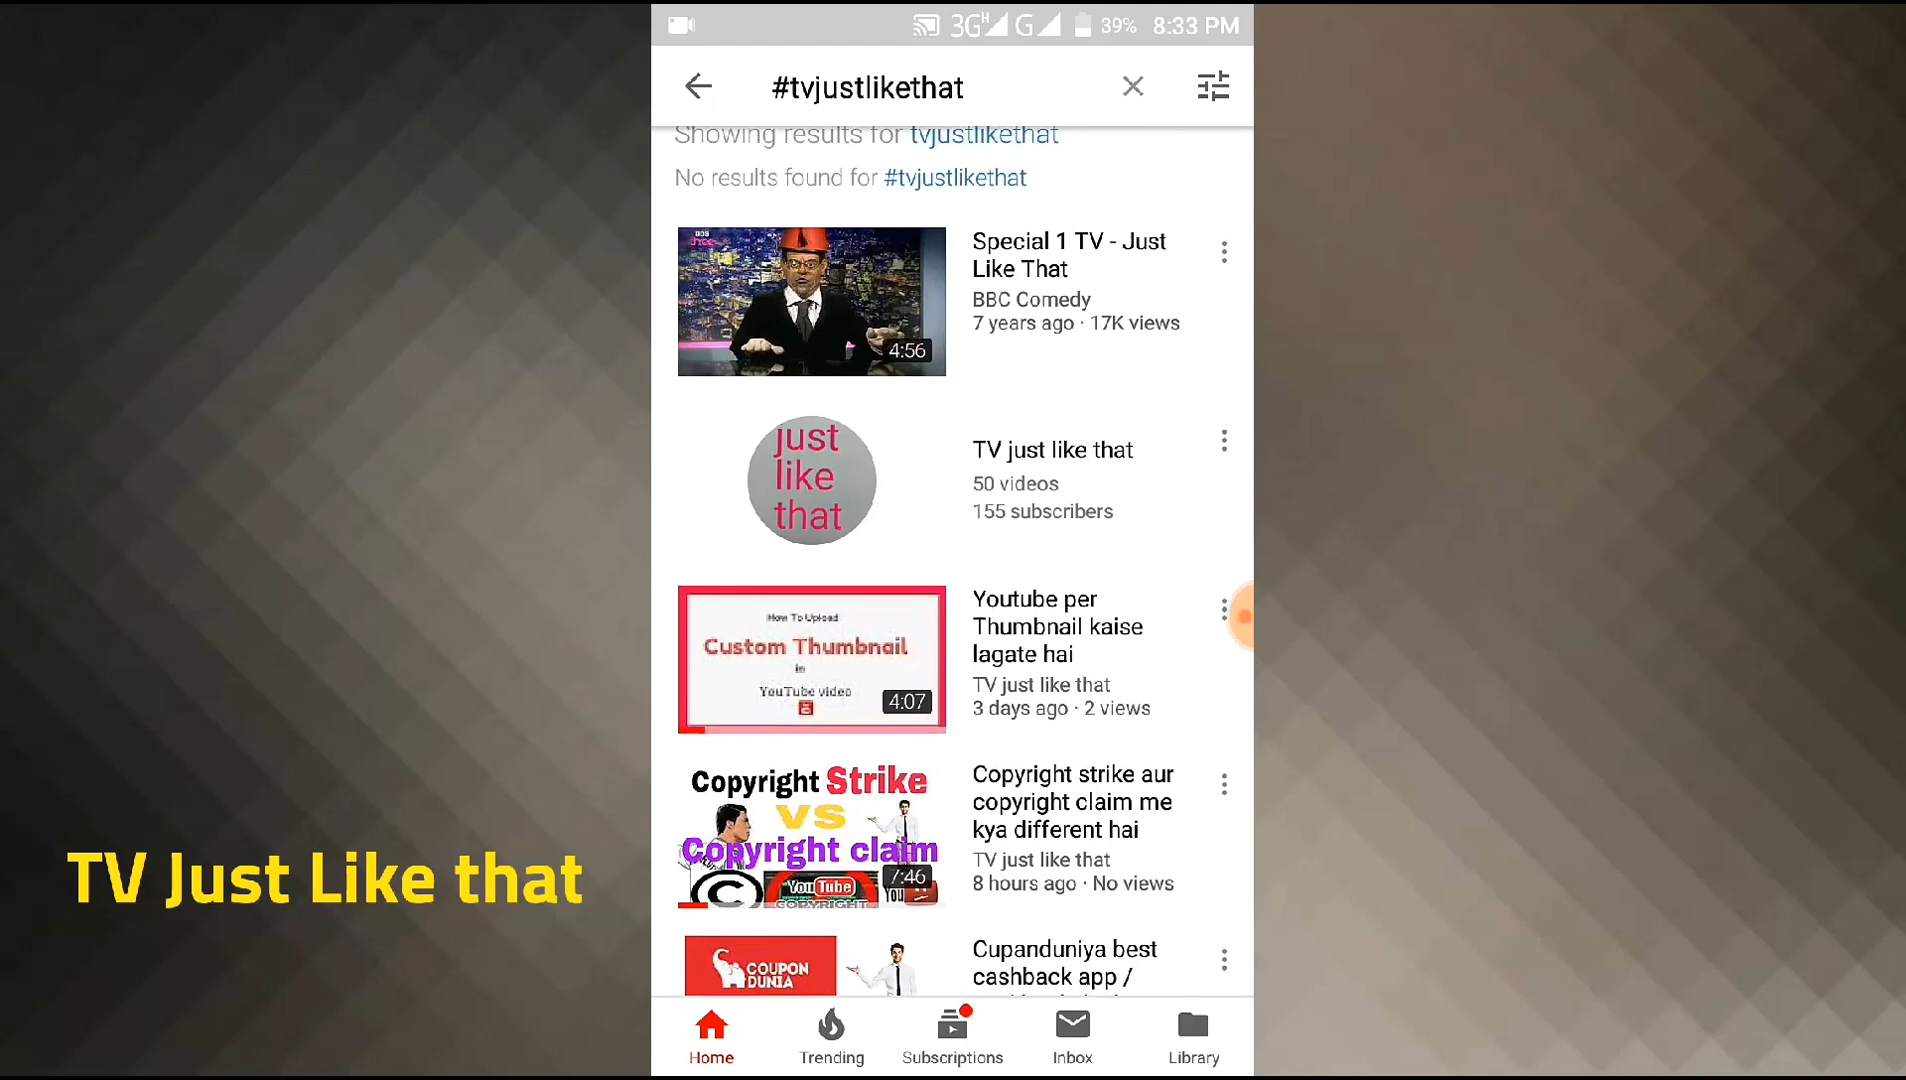 3G H G 39% 8:33 PM
#tvjustlikethat
Showing results for tvjustlikethat
No results found for #tvjustlikethat
three
4:56
Special 1 TV - Just
Like That
BBC Comedy
7 years ago · 17K views
just
like
that
TV just like that
50 videos
155 subscribers
How To Upload
Custom Thumbnail
in
YouTube video
4:07
Youtube per
Thumbnail kaise
lagate hai
TV just like that
3 days ago · 2 views
Copyright Strike
VS
Copyright claim
7:46
YouTube
YOU
COPYRIGHT
Copyright strike aur
copyright claim me
kya different hai
TV just like that
8 hours ago · No views
COUPON
DUNIA
Cupanduniya best
cashback app /
TV Just Like that
Home
Trending
Subscriptions
Inbox
Library